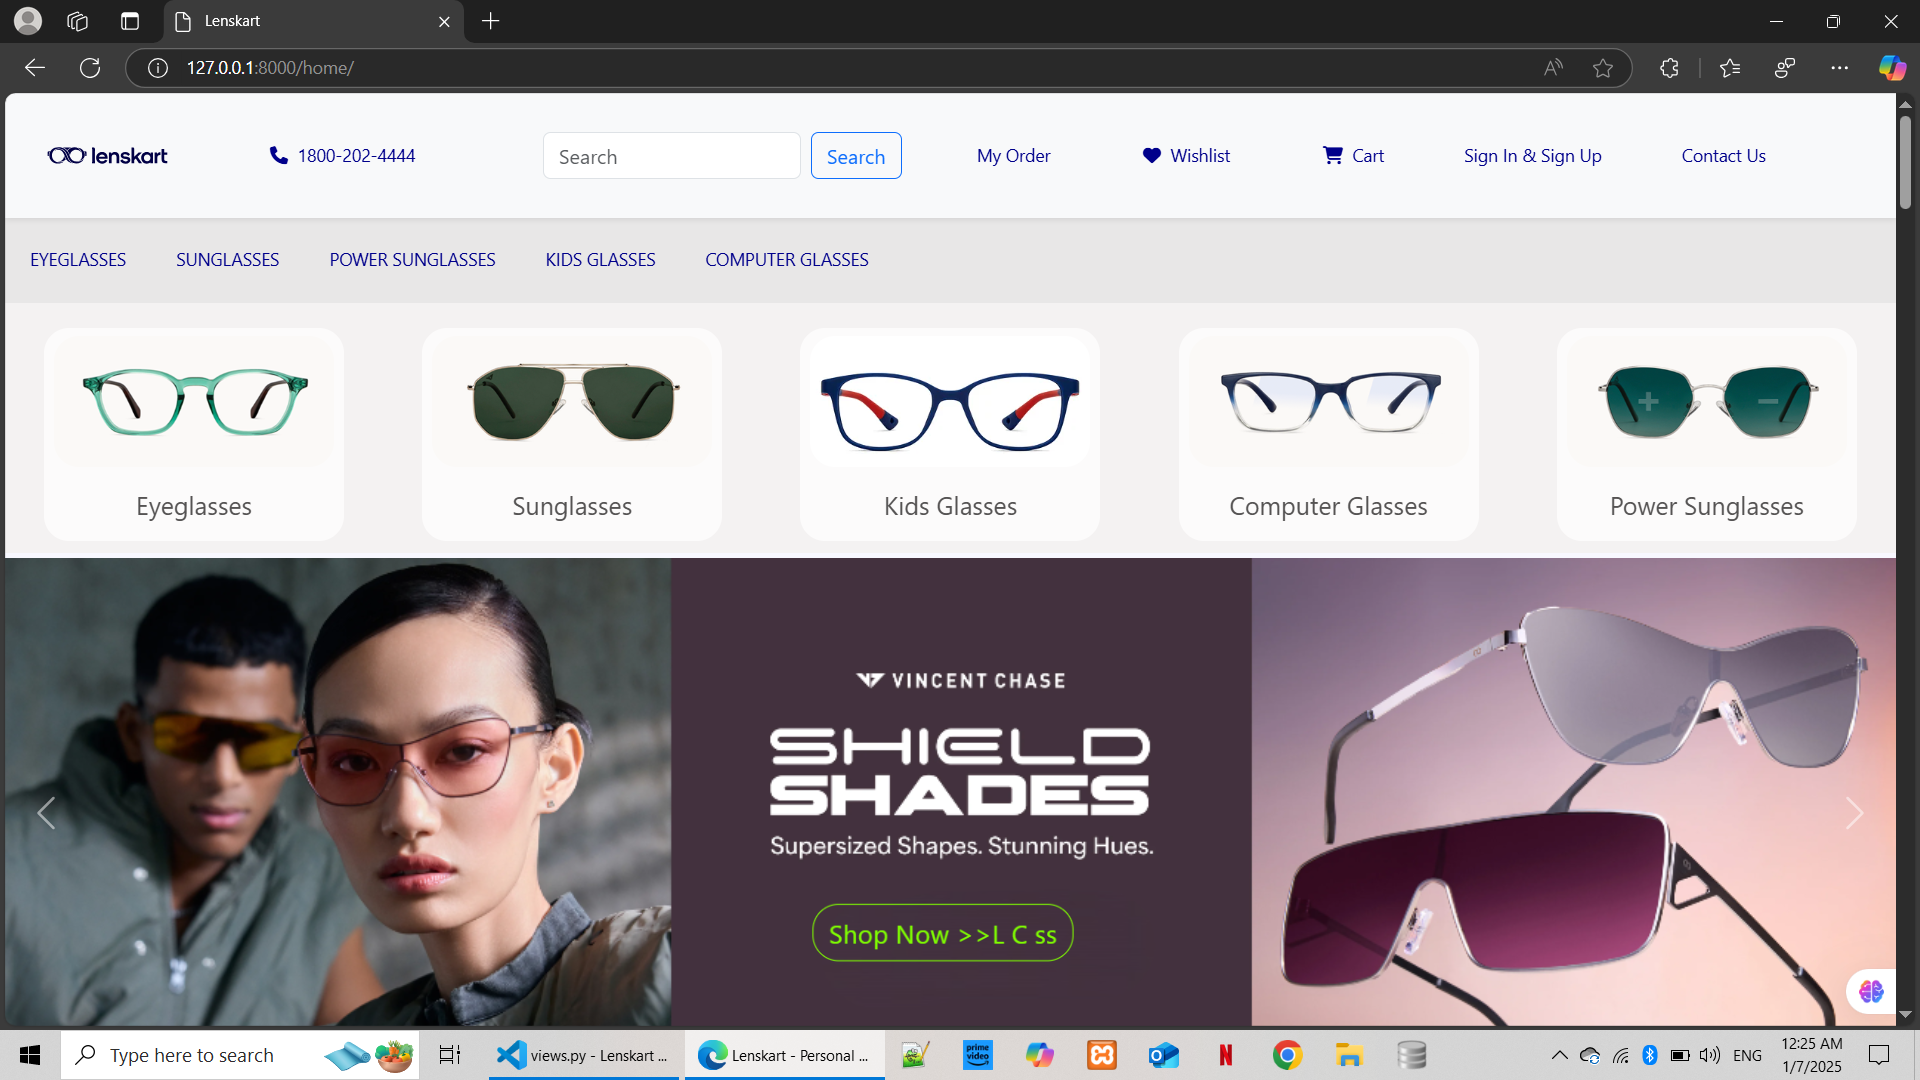 Lenskart
127.0.0.1:8000/home/
lenskart
1800-202-4444
Search
Search
My Order
Wishlist
Cart
Sign In & Sign Up
Contact Us
EYEGLASSES
SUNGLASSES
POWER SUNGLASSES
KIDS GLASSES
COMPUTER GLASSES
Eyeglasses
Sunglasses
Kids Glasses
Computer Glasses
Power Sunglasses
VINCENT CHASE
SHIELD
SHADES
Supersized Shapes. Stunning Hues.
Shop Now >>L C ss
Type here to search
views.py - Lenskart ...
Lenskart - Personal ...
prime
video
N
ENG
12:25 AM
1/7/2025